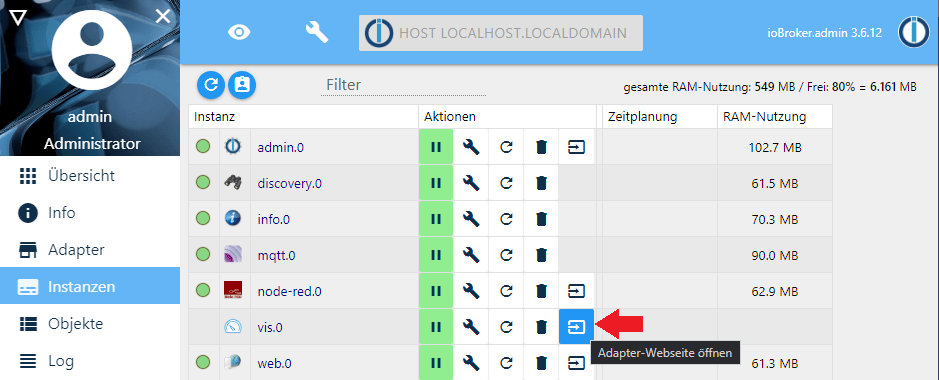 HOST LOCALHOST.LOCALDOMAIN
ioBroker.admin 3.6.12
admin
Administrator
Übersicht
Info
Adapter
Instanzen
Objekte
Log
Filter
gesamte RAM-Nutzung: 549 MB / Frei: 80% = 6.161 MB
Instanz Aktionen Zeitplanung RAM-Nutzung
admin.0 102.7 MB
discovery.0 61.5 MB
info.0 70.3 MB
mqtt.0 90.0 MB
node-red.0 62.9 MB
vis.0
Adapter-Webseite öffnen
web.0 61.3 MB